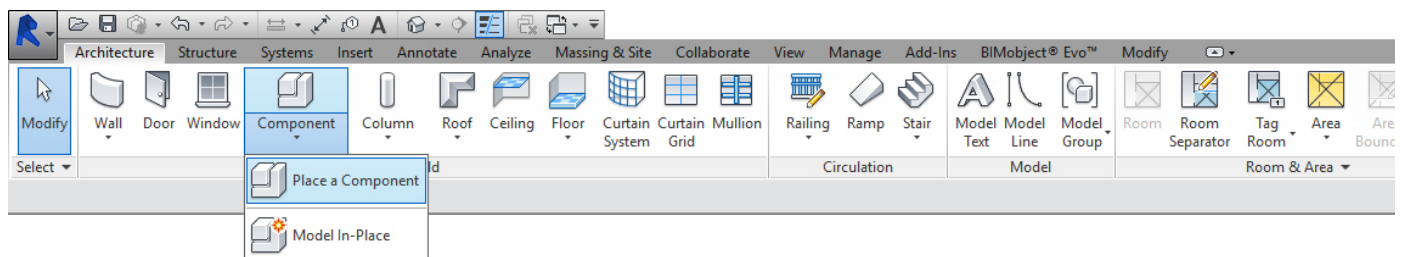 A
Architecture Structure Systems Insert Annotate Analyze Massing & Site Collaborate View Manage Add-Ins BIMobject® Evo™ Modify
Modify Wall Door Window Component Column Roof Ceiling Floor Curtain Curtain Mullion Railing Ramp Stair Model Model Model Room Room Tag Area Are
System Grid Text Line Group Separator Room Bounc
Select ld Circulation Model Room & Area
Place a Component
Model In-Place